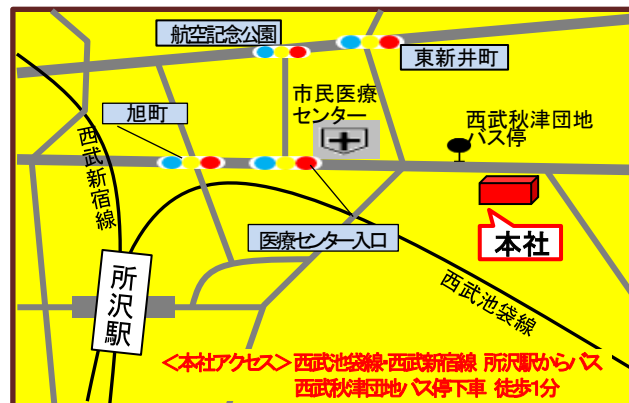 航空記念公園
東新井町
市民医療
センター
旭町
西武秋津団地
バス停
西武新宿線
医療センター入口
本社
所沢駅
西武池袋線
＜本社アクセス＞西武池袋線・西武新宿線 所沢駅からバス
西武秋津団地バス停下車 徒歩1分